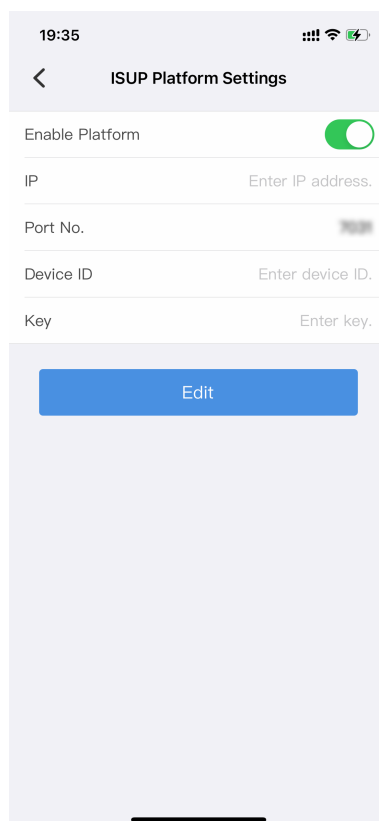 19:35
ISUP Platform Settings
Enable Platform
IP Enter IP address.
Port No.
Device ID Enter device ID.
Key Enter key.
Edit